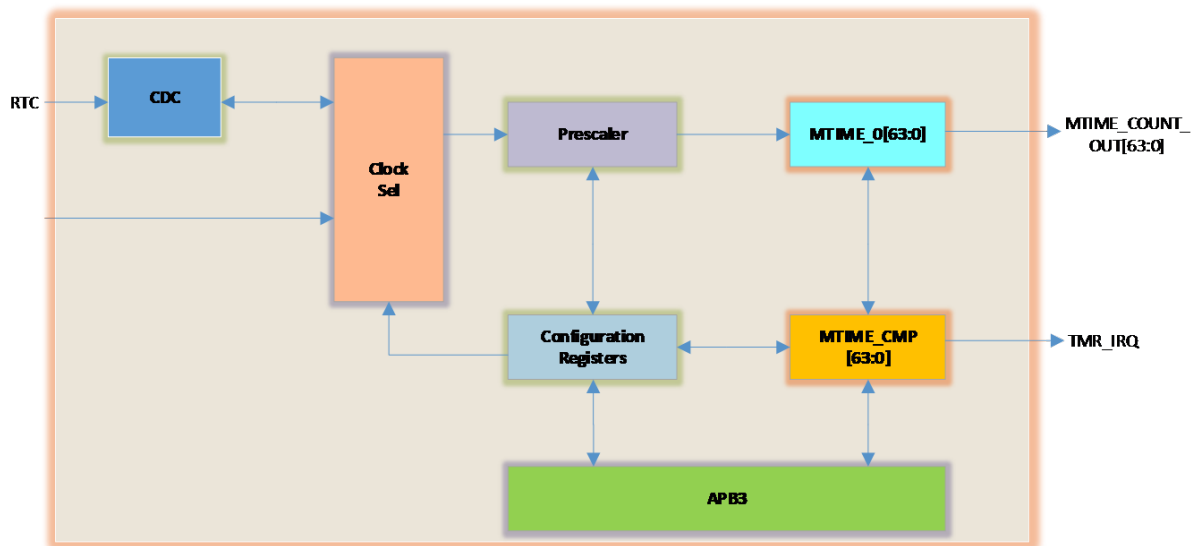 RTC
CDC
Clock
Sel
Prescaler
MTIME_0[63:0]
MTIME_COUNT_
OUT[63:0]
Configuration
Registers
MTIME_CMP
[63:0]
TMR_IRQ
APB3